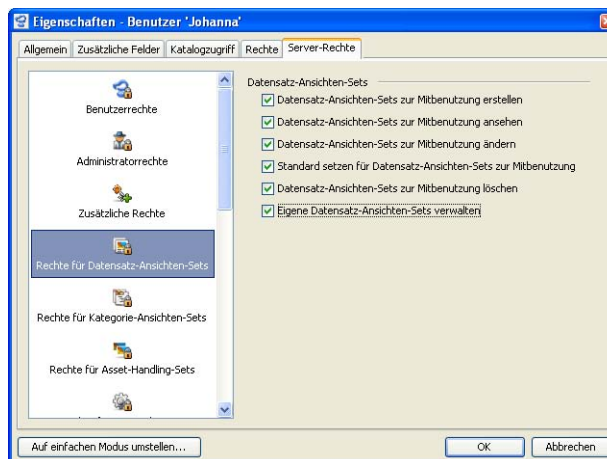 Eigenschaften - Benutzer 'Johanna'
Allgemein Zusätzliche Felder Katalogzugriff Rechte Server-Rechte
Benutzerrechte
Administratorrechte
Zusätzliche Rechte
Rechte für Datensatz-Ansichten-Sets
Rechte für Kategorie-Ansichten-Sets
Rechte für Asset-Handling-Sets
Datensatz-Ansichten-Sets
Datensatz-Ansichten-Sets zur Mitbenutzung erstellen
Datensatz-Ansichten-Sets zur Mitbenutzung ansehen
Datensatz-Ansichten-Sets zur Mitbenutzung ändern
Standard setzen für Datensatz-Ansichten-Sets zur Mitbenutzung
Datensatz-Ansichten-Sets zur Mitbenutzung löschen
Eigene Datensatz-Ansichten-Sets verwalten
Auf einfachen Modus umstellen... OK Abbrechen